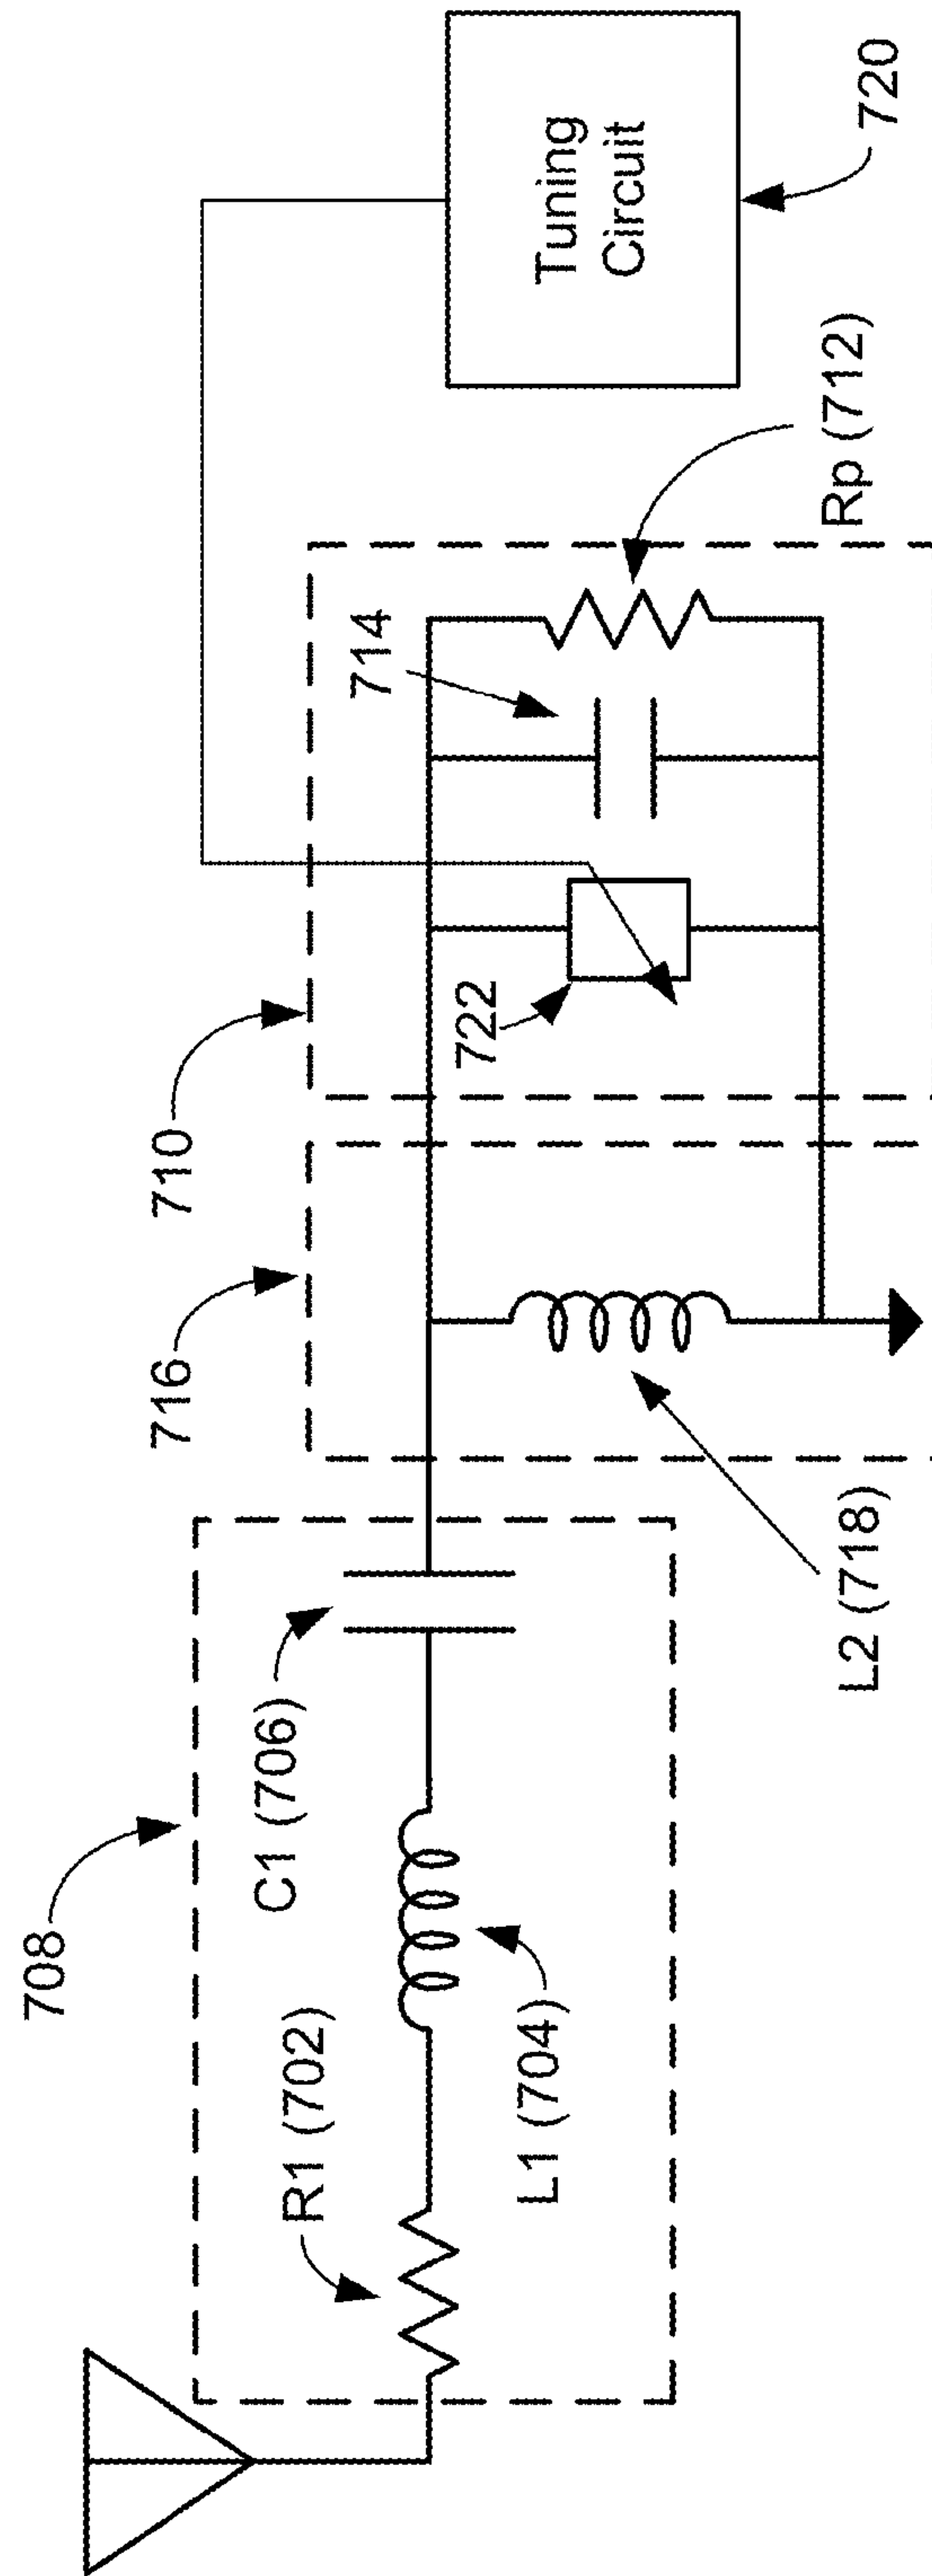 708
R1 (702)
L1 (704)
C1 (706)
716
L2 (718)
710
722
714
Rp (712)
Tuning
Circuit
720